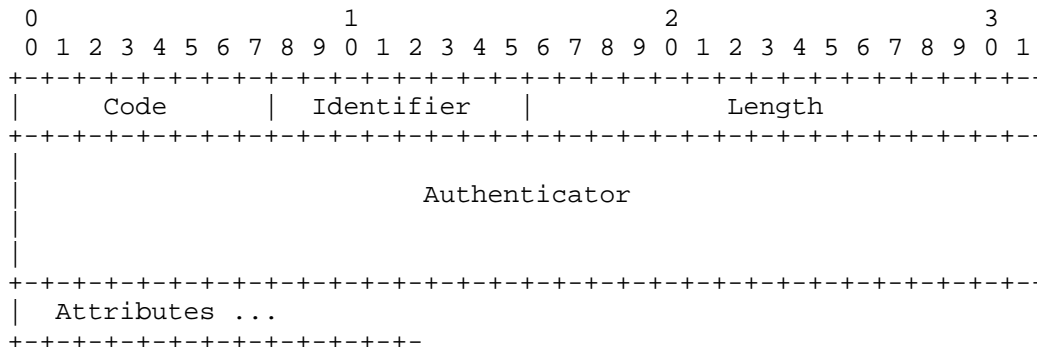 0                   1                   2                   3
 0 1 2 3 4 5 6 7 8 9 0 1 2 3 4 5 6 7 8 9 0 1 2 3 4 5 6 7 8 9 0 1
+-+-+-+-+-+-+-+-+-+-+-+-+-+-+-+-+-+-+-+-+-+-+-+-+-+-+-+-+-+-+-+-
|     Code      |  Identifier   |            Length
+-+-+-+-+-+-+-+-+-+-+-+-+-+-+-+-+-+-+-+-+-+-+-+-+-+-+-+-+-+-+-+-
|
|                         Authenticator
|
|
+-+-+-+-+-+-+-+-+-+-+-+-+-+-+-+-+-+-+-+-+-+-+-+-+-+-+-+-+-+-+-+-
|  Attributes ...
+-+-+-+-+-+-+-+-+-+-+-+-+-